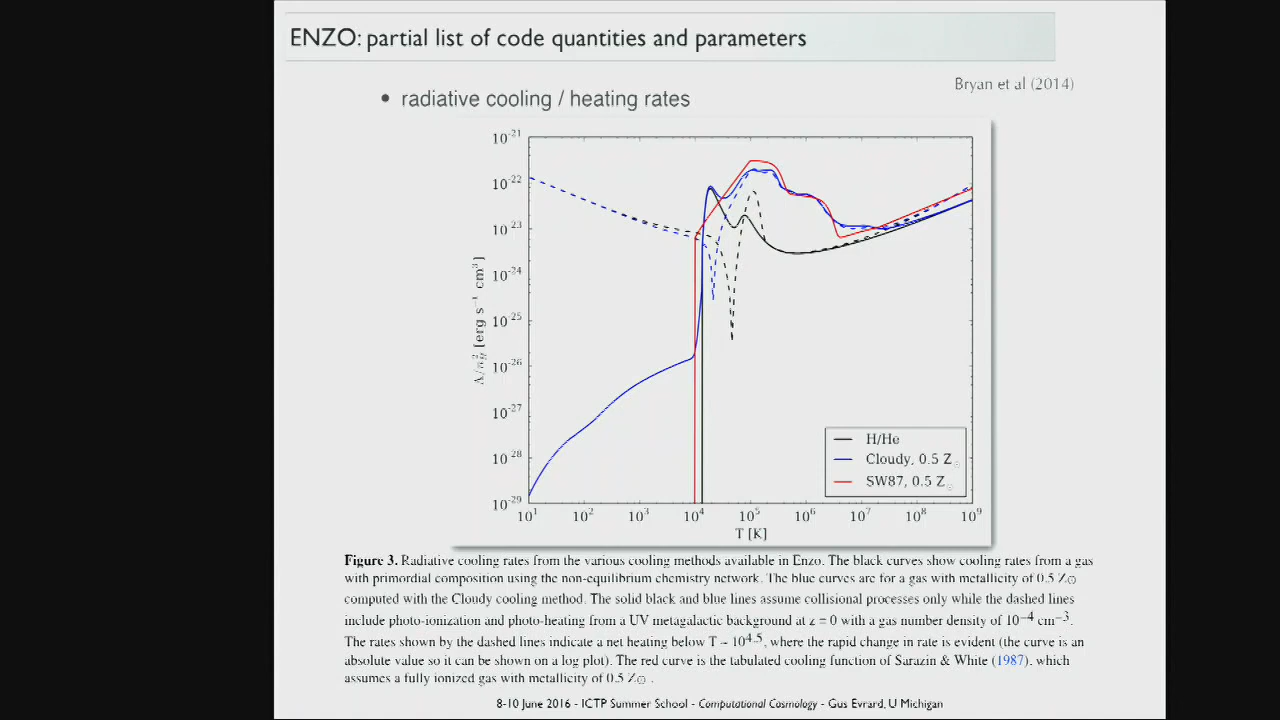 ENZO: partial list of code quantities and parameters
Bryan et al (2014)
• radiative cooling / heating rates
10^-21
10^-22
10^-23
10^-24
10^-25
10^-26
10^-27
10^-28
10^-29
Λ/n_H^2 [erg s^-1 cm^3]
H/He
Cloudy, 0.5 Z⊙
SW87, 0.5 Z⊙
10^1 10^2 10^3 10^4 10^5 10^6 10^7 10^8 10^9
T [K]
Figure 3. Radiative cooling rates from the various cooling methods available in Enzo. The black curves show cooling rates from a gas
with primordial composition using the non-equilibrium chemistry network. The blue curves are for a gas with metallicity of 0.5 Z⊙
computed with the Cloudy cooling method. The solid black and blue lines assume collisional processes only while the dashed lines
include photo-ionization and photo-heating from a UV metagalactic background at z = 0 with a gas number density of 10^-4 cm^-3.
The rates shown by the dashed lines indicate a net heating below T ~ 10^4.5, where the rapid change in rate is evident (the curve is an
absolute value so it can be shown on a log plot). The red curve is the tabulated cooling function of Sarazin & White (1987), which
assumes a fully ionized gas with metallicity of 0.5 Z⊙ .
8-10 June 2016 - ICTP Summer School - Computational Cosmology - Gus Evrard, U Michigan